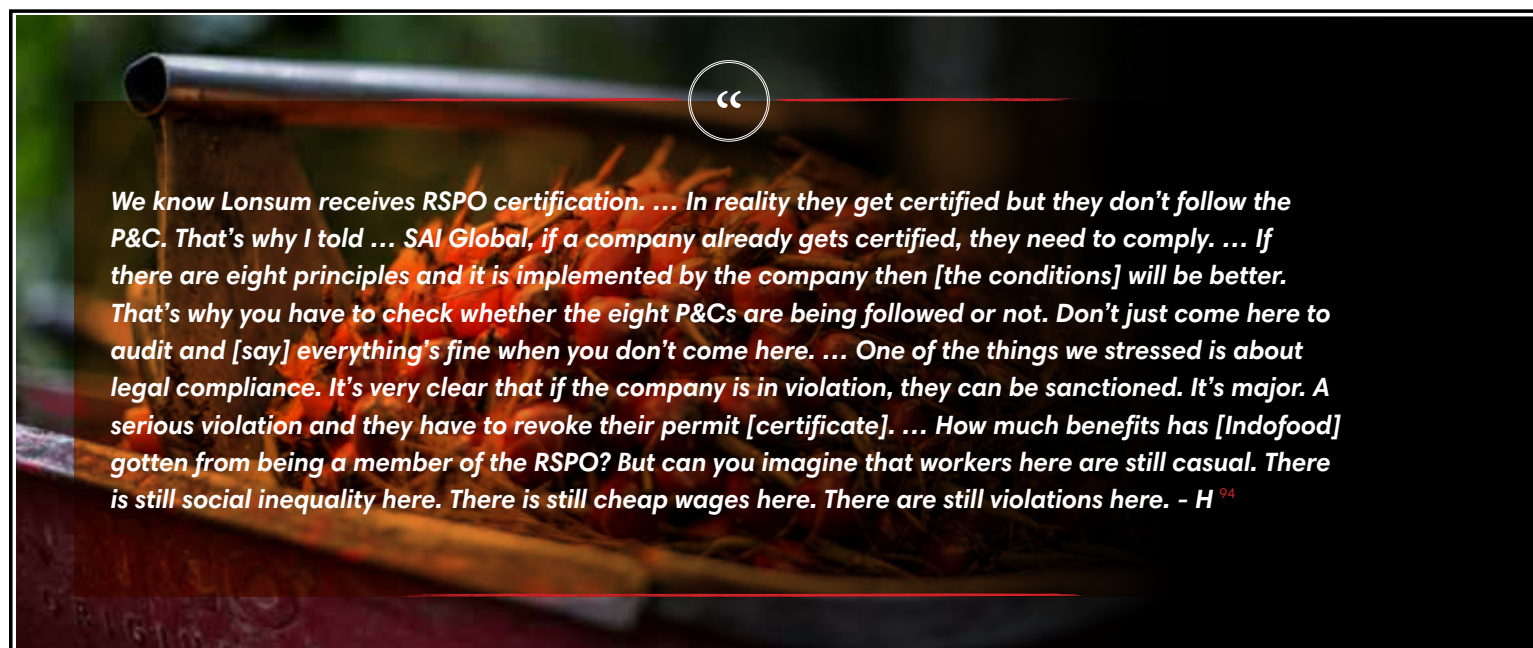 “
We know Lonsum receives RSPO certification. … In reality they get certified but they don’t follow the
P&C. That’s why I told … SAI Global, if a company already gets certified, they need to comply. … If
there are eight principles and it is implemented by the company then [the conditions] will be better.
That’s why you have to check whether the eight P&Cs are being followed or not. Don’t just come here to
audit and [say] everything’s fine when you don’t come here. … One of the things we stressed is about
legal compliance. It’s very clear that if the company is in violation, they can be sanctioned. It’s major. A
serious violation and they have to revoke their permit [certificate]. … How much benefits has [Indofood]
gotten from being a member of the RSPO? But can you imagine that workers here are still casual. There
is still social inequality here. There is still cheap wages here. There are still violations here. - H 94